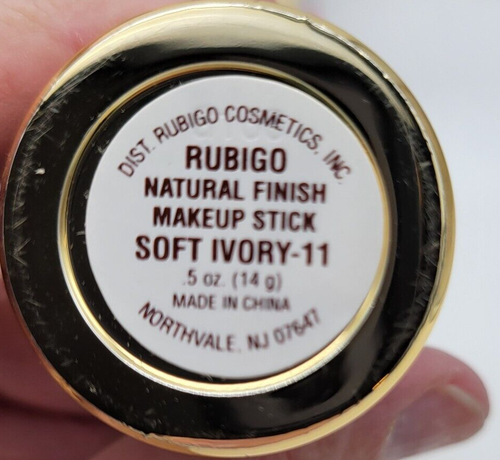 DIST. RUBIGO COSMETICS, INC.
RUBIGO
NATURAL FINISH
MAKEUP STICK
SOFT IVORY-11
.5 oz. (14 g)
MADE IN CHINA
NORTHVALE, NJ 07647